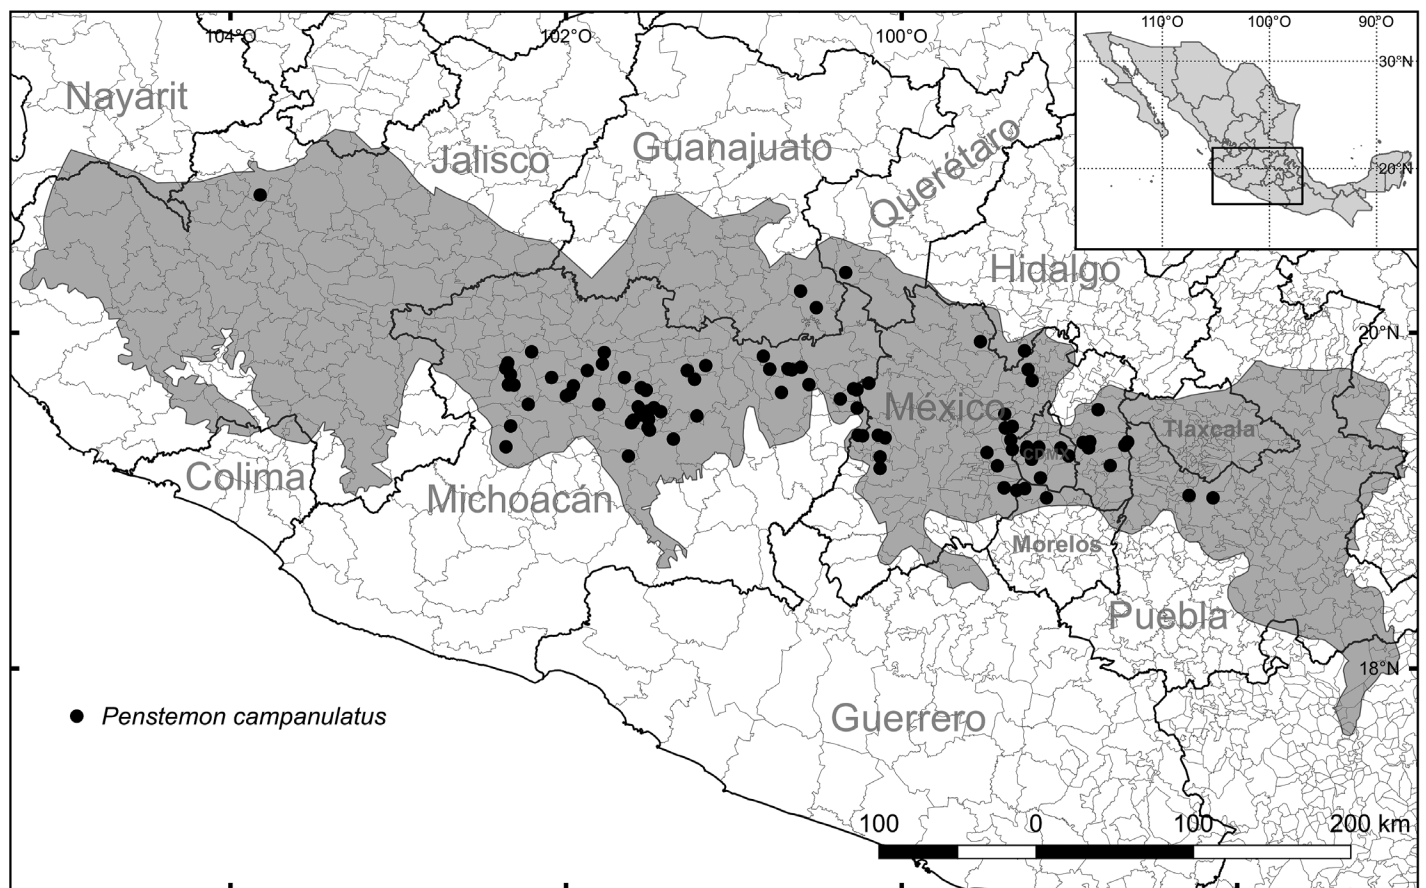 104°O
102°O
100°O
110°O
100°O
90°O
30°N
20°N
Nayarit
Jalisco
Guanajuato
Querétaro
Hidalgo
20°N
México
Tlaxcala
CDMX
Colima
Michoacán
Morelos
Puebla
18°N
Penstemon campanulatus
Guerrero
100
0
100
200 km